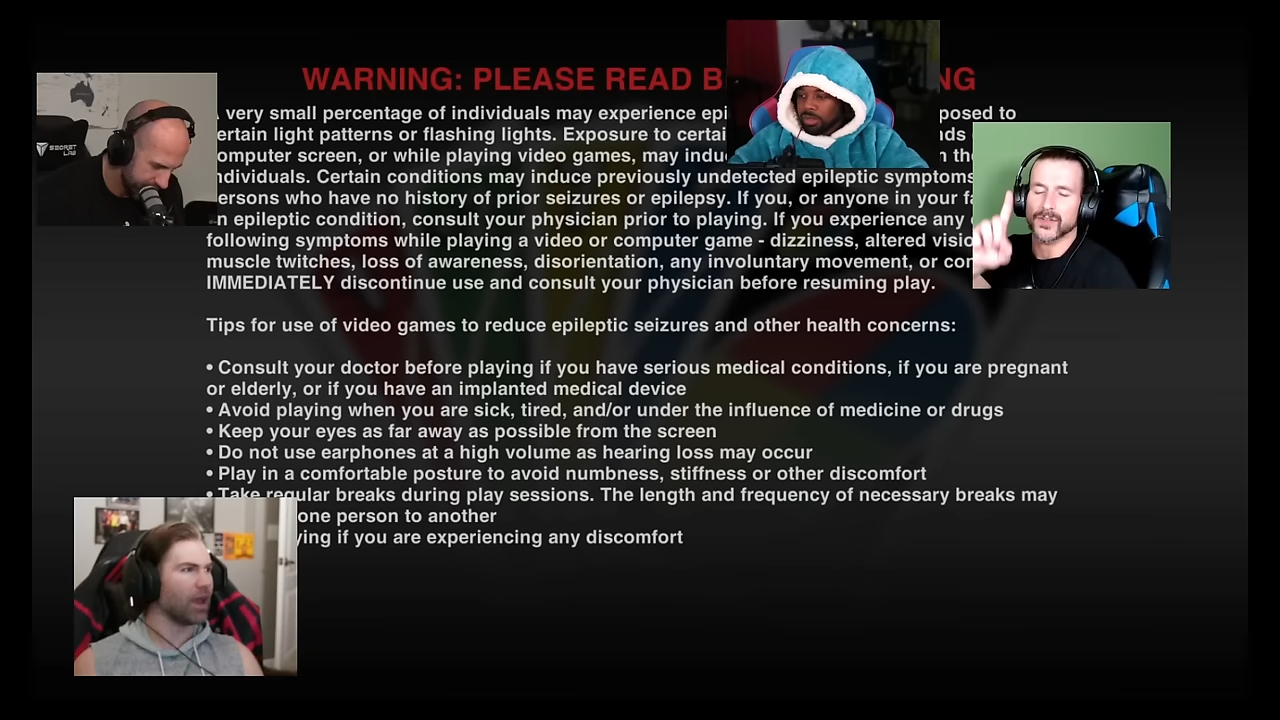 WARNING: PLEASE READ B NG
very small percentage of individuals may experience epi posed to
ertain light patterns or flashing lights. Exposure to certai nds
omputer screen, or while playing video games, may indu n the
ndividuals. Certain conditions may induce previously undetected epileptic symptoms
ersons who have no history of prior seizures or epilepsy. If you, or anyone in your fa
n epileptic condition, consult your physician prior to playing. If you experience any
following symptoms while playing a video or computer game - dizziness, altered visio
muscle twitches, loss of awareness, disorientation, any involuntary movement, or con
IMMEDIATELY discontinue use and consult your physician before resuming play.
Tips for use of video games to reduce epileptic seizures and other health concerns:
• Consult your doctor before playing if you have serious medical conditions, if you are pregnant
or elderly, or if you have an implanted medical device
• Avoid playing when you are sick, tired, and/or under the influence of medicine or drugs
• Keep your eyes as far away as possible from the screen
• Do not use earphones at a high volume as hearing loss may occur
• Play in a comfortable posture to avoid numbness, stiffness or other discomfort
• Take regular breaks during play sessions. The length and frequency of necessary breaks may
one person to another
ying if you are experiencing any discomfort
SECRET
LAB